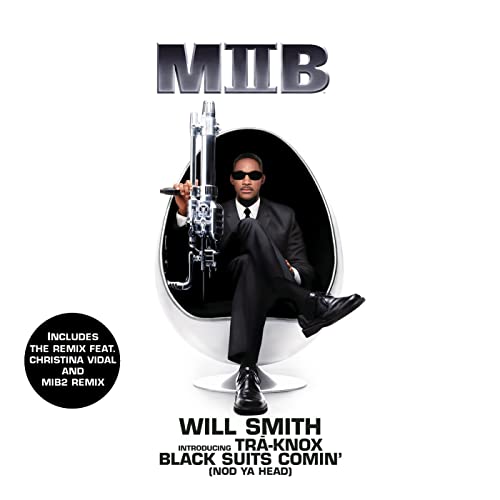 MIIB
INCLUDES
THE REMIX FEAT.
CHRISTINA VIDAL
AND
MIB2 REMIX
WILL SMITH
INTRODUCING TRĀ-KNOX
BLACK SUITS COMIN'
(NOD YA HEAD)